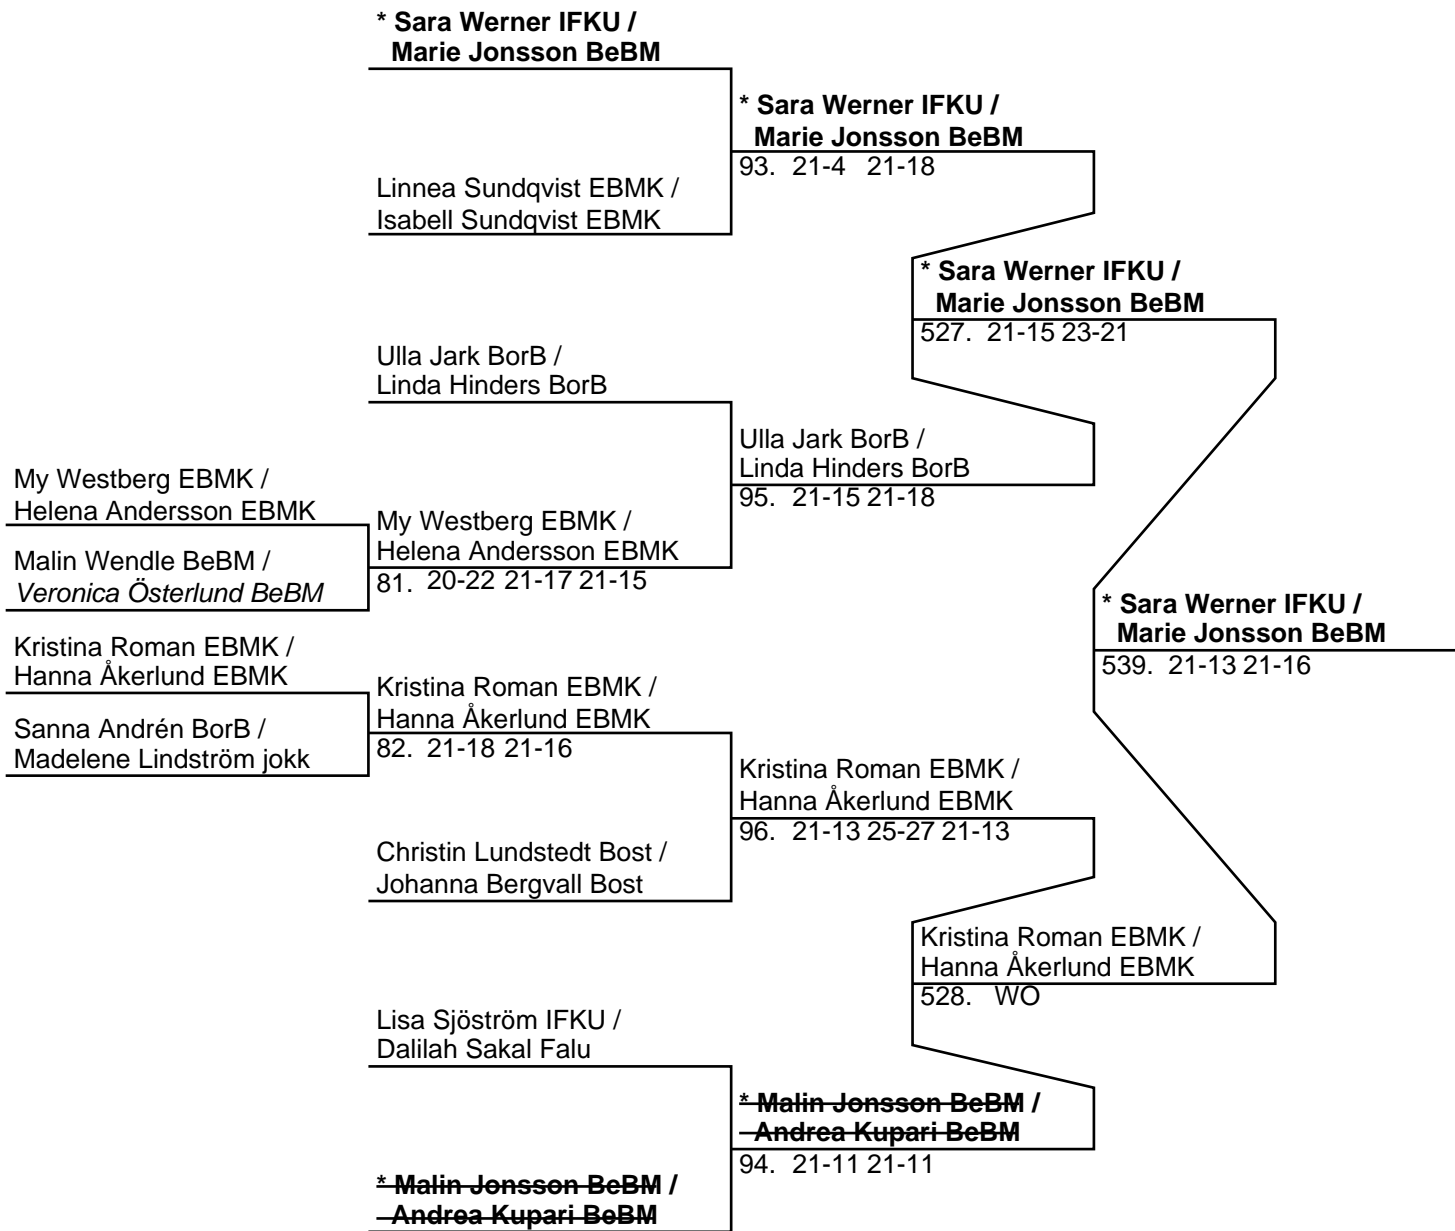 * Sara Werner IFKU /
Marie Jonsson BeBM
* Sara Werner IFKU /
Marie Jonsson BeBM
93. 21-4 21-18
Linnea Sundqvist EBMK /
Isabell Sundqvist EBMK
* Sara Werner IFKU /
Marie Jonsson BeBM
527. 21-15 23-21
Ulla Jark BorB /
Linda Hinders BorB
Ulla Jark BorB /
Linda Hinders BorB
95. 21-15 21-18
My Westberg EBMK /
Helena Andersson EBMK
My Westberg EBMK /
Helena Andersson EBMK
81. 20-22 21-17 21-15
Malin Wendle BeBM /
Veronica Österlund BeBM
* Sara Werner IFKU /
Marie Jonsson BeBM
539. 21-13 21-16
Kristina Roman EBMK /
Hanna Åkerlund EBMK
Kristina Roman EBMK /
Hanna Åkerlund EBMK
82. 21-18 21-16
Sanna Andrén BorB /
Madelene Lindström jokk
Kristina Roman EBMK /
Hanna Åkerlund EBMK
96. 21-13 25-27 21-13
Christin Lundstedt Bost /
Johanna Bergvall Bost
Kristina Roman EBMK /
Hanna Åkerlund EBMK
528. WO
Lisa Sjöström IFKU /
Dalilah Sakal Falu
* Malin Jonsson BeBM /
Andrea Kupari BeBM
94. 21-11 21-11
* Malin Jonsson BeBM /
Andrea Kupari BeBM